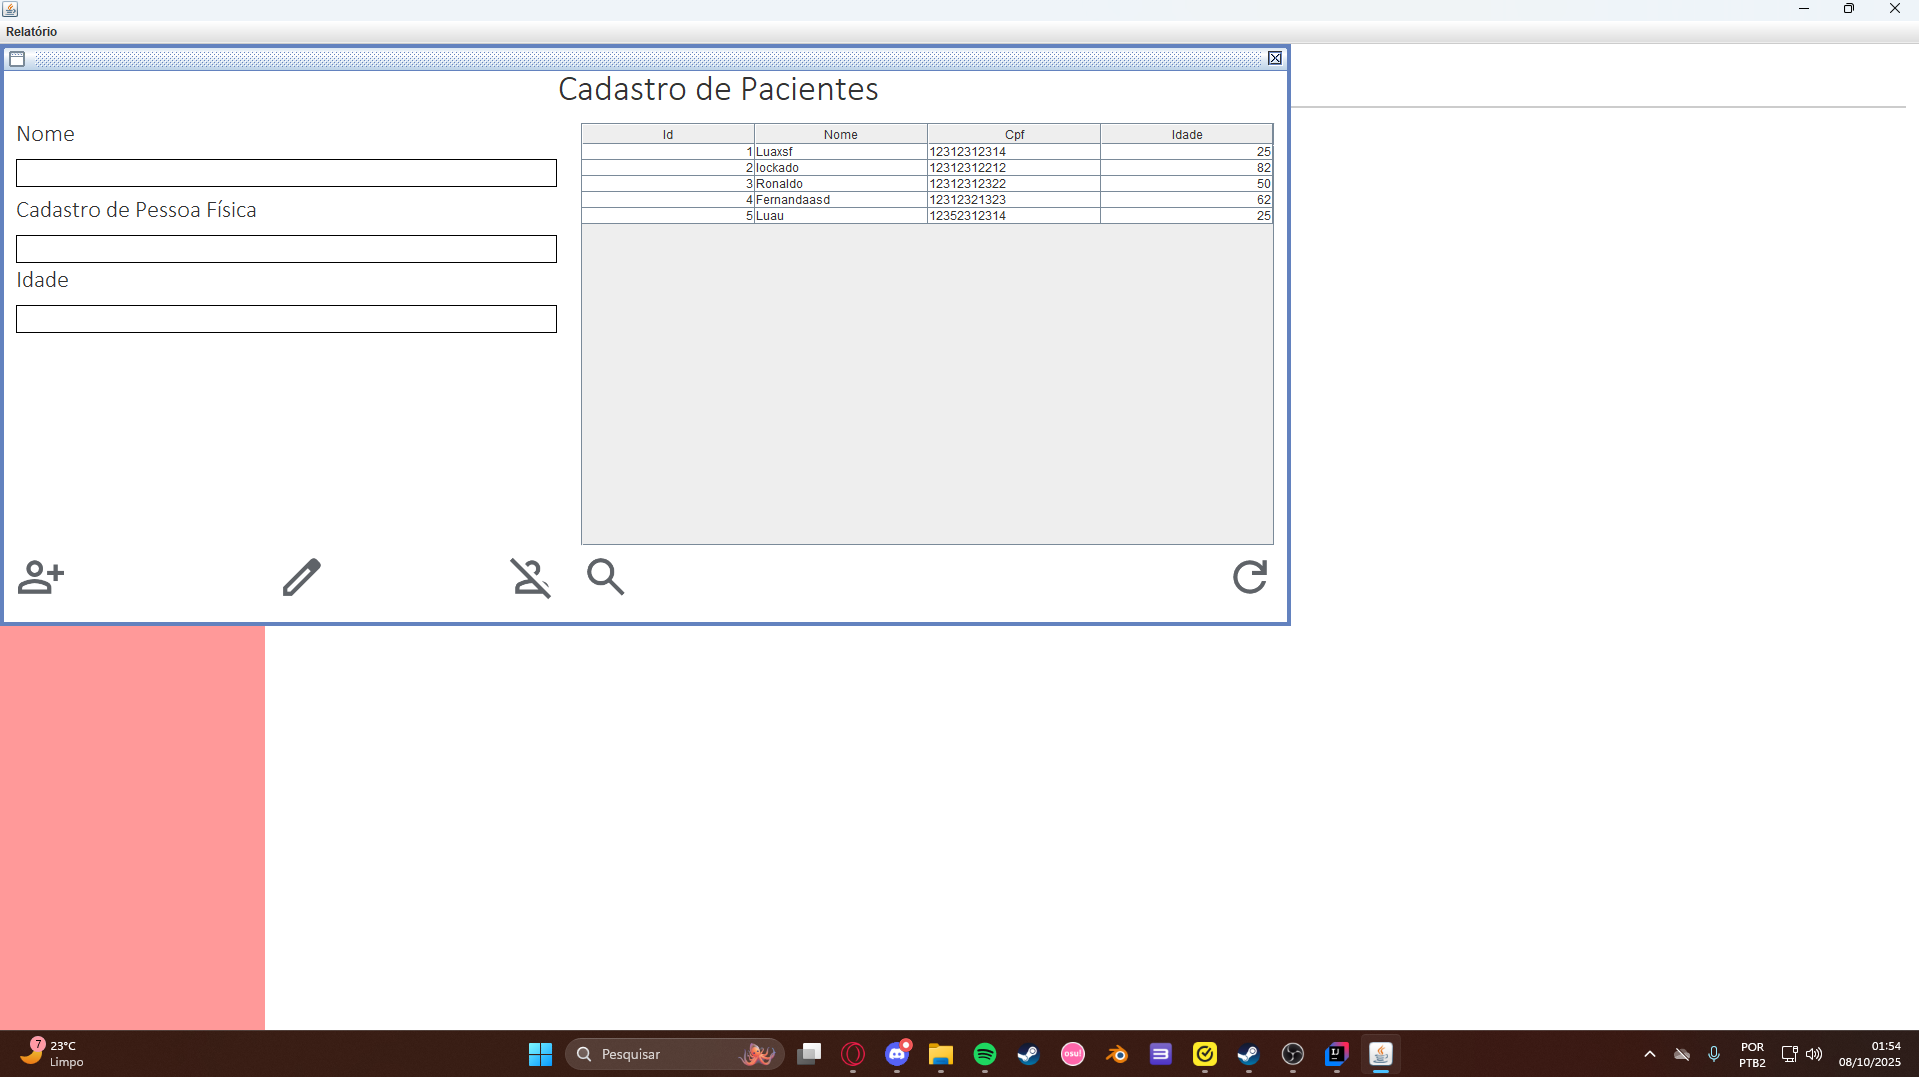 Relatório
Cadastro de Pacientes
Nome
Cadastro de Pessoa Física
Idade
Id Nome Cpf Idade
1 Luaxsf 12312312314 25
2 lockado 12312312212 82
3 Ronaldo 12312312322 50
4 Fernandaasd 12312321323 62
5 Luau 12352312314 25
7
23°C
Limpo
Pesquisar
osu!
IJ
POR
PTB2
01:54
08/10/2025